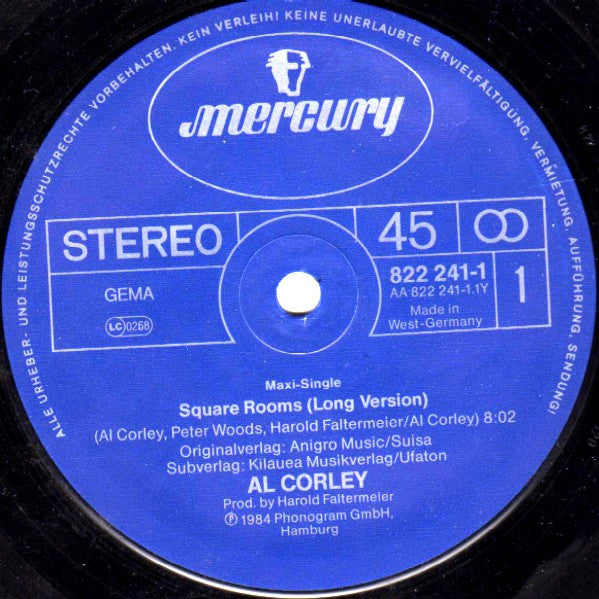 ALLE URHEBER- UND LEISTUNGSSCHUTZRECHTE VORBEHALTEN. KEIN VERLEIH! KEINE UNERLAUBTE VERVIELFÄLTIGUNG, VERMIETUNG, AUFFÜHRUNG, SENDUNG!
mercury
STEREO
45
GEMA
LC 0268
822 241-1
AA 822 241-1.1Y
Made in
West-Germany
1
Maxi-Single
Square Rooms (Long Version)
(Al Corley, Peter Woods, Harold Faltermeier/Al Corley) 8:02
Originalverlag: Anigro Music/Suisa
Subverlag: Kilauea Musikverlag/Ufaton
AL CORLEY
Prod. by Harold Faltermeier
℗ 1984 Phonogram GmbH,
Hamburg